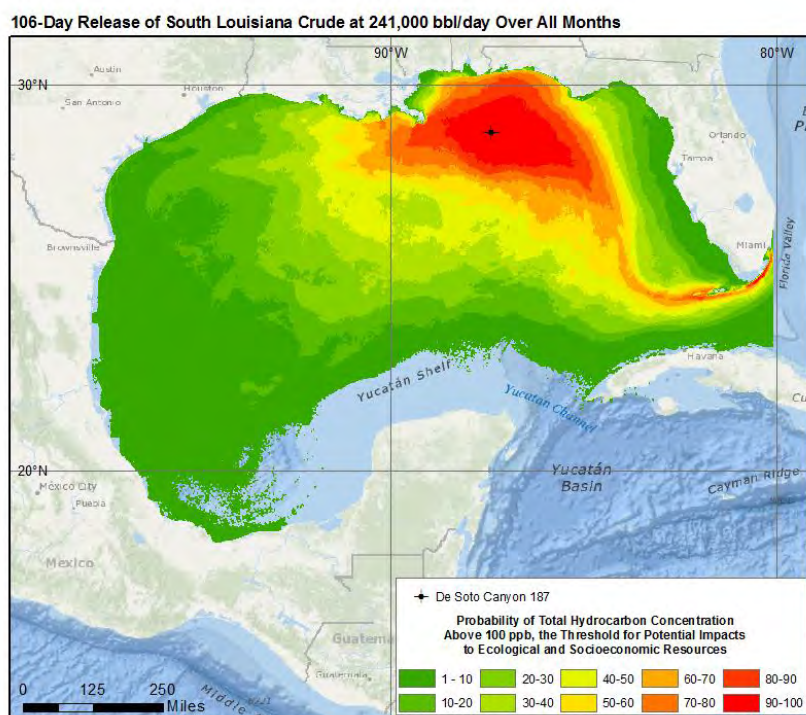 106-Day Release of South Louisiana Crude at 241,000 bbl/day Over All Months
90°W
80°W
Austin
30°N
Houston
San Antonio
Orlando
Tampa
Brownsville
Miami
Florida Valley
Havana
Yucatán Shelf
Yucatan Channel
20°N
México City
Yucatán
Basin
Puebla
Cayman Ridge
Mexico
De Soto Canyon 187
Probability of Total Hydrocarbon Concentration
Above 100 ppb, the Threshold for Potential Impacts
to Ecological and Socioeconomic Resources
Guatemala
1 - 10 20-30 40-50 60-70 80-90
10-20 30-40 50-60 70-80 90-100
0 125 250
Miles
Middle